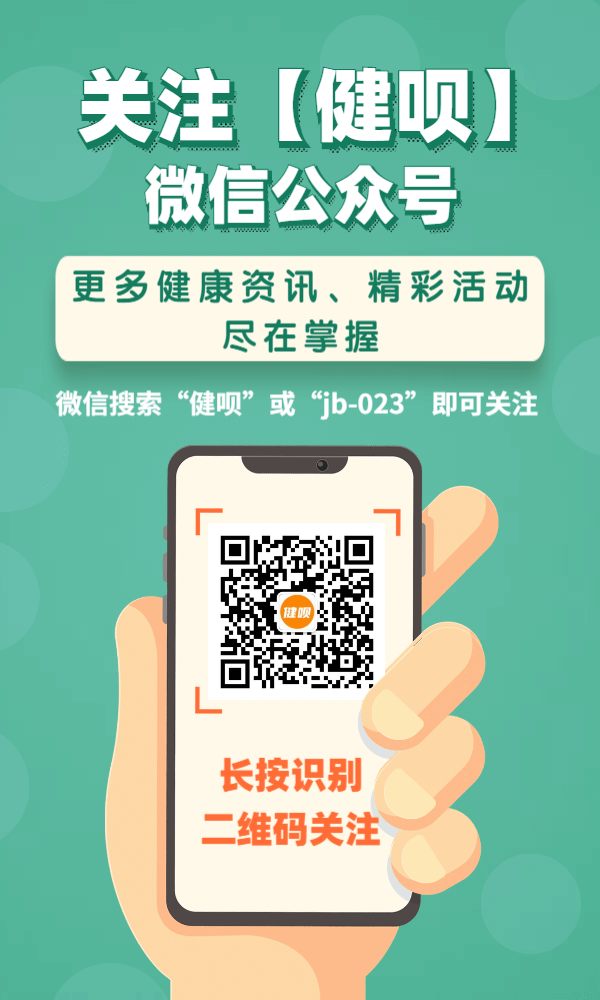 关注【健呗】
微信公众号
更多健康资讯、精彩活动
尽在掌握
微信搜索“健呗”或“jb-023”即可关注
健呗
长按识别
二维码关注